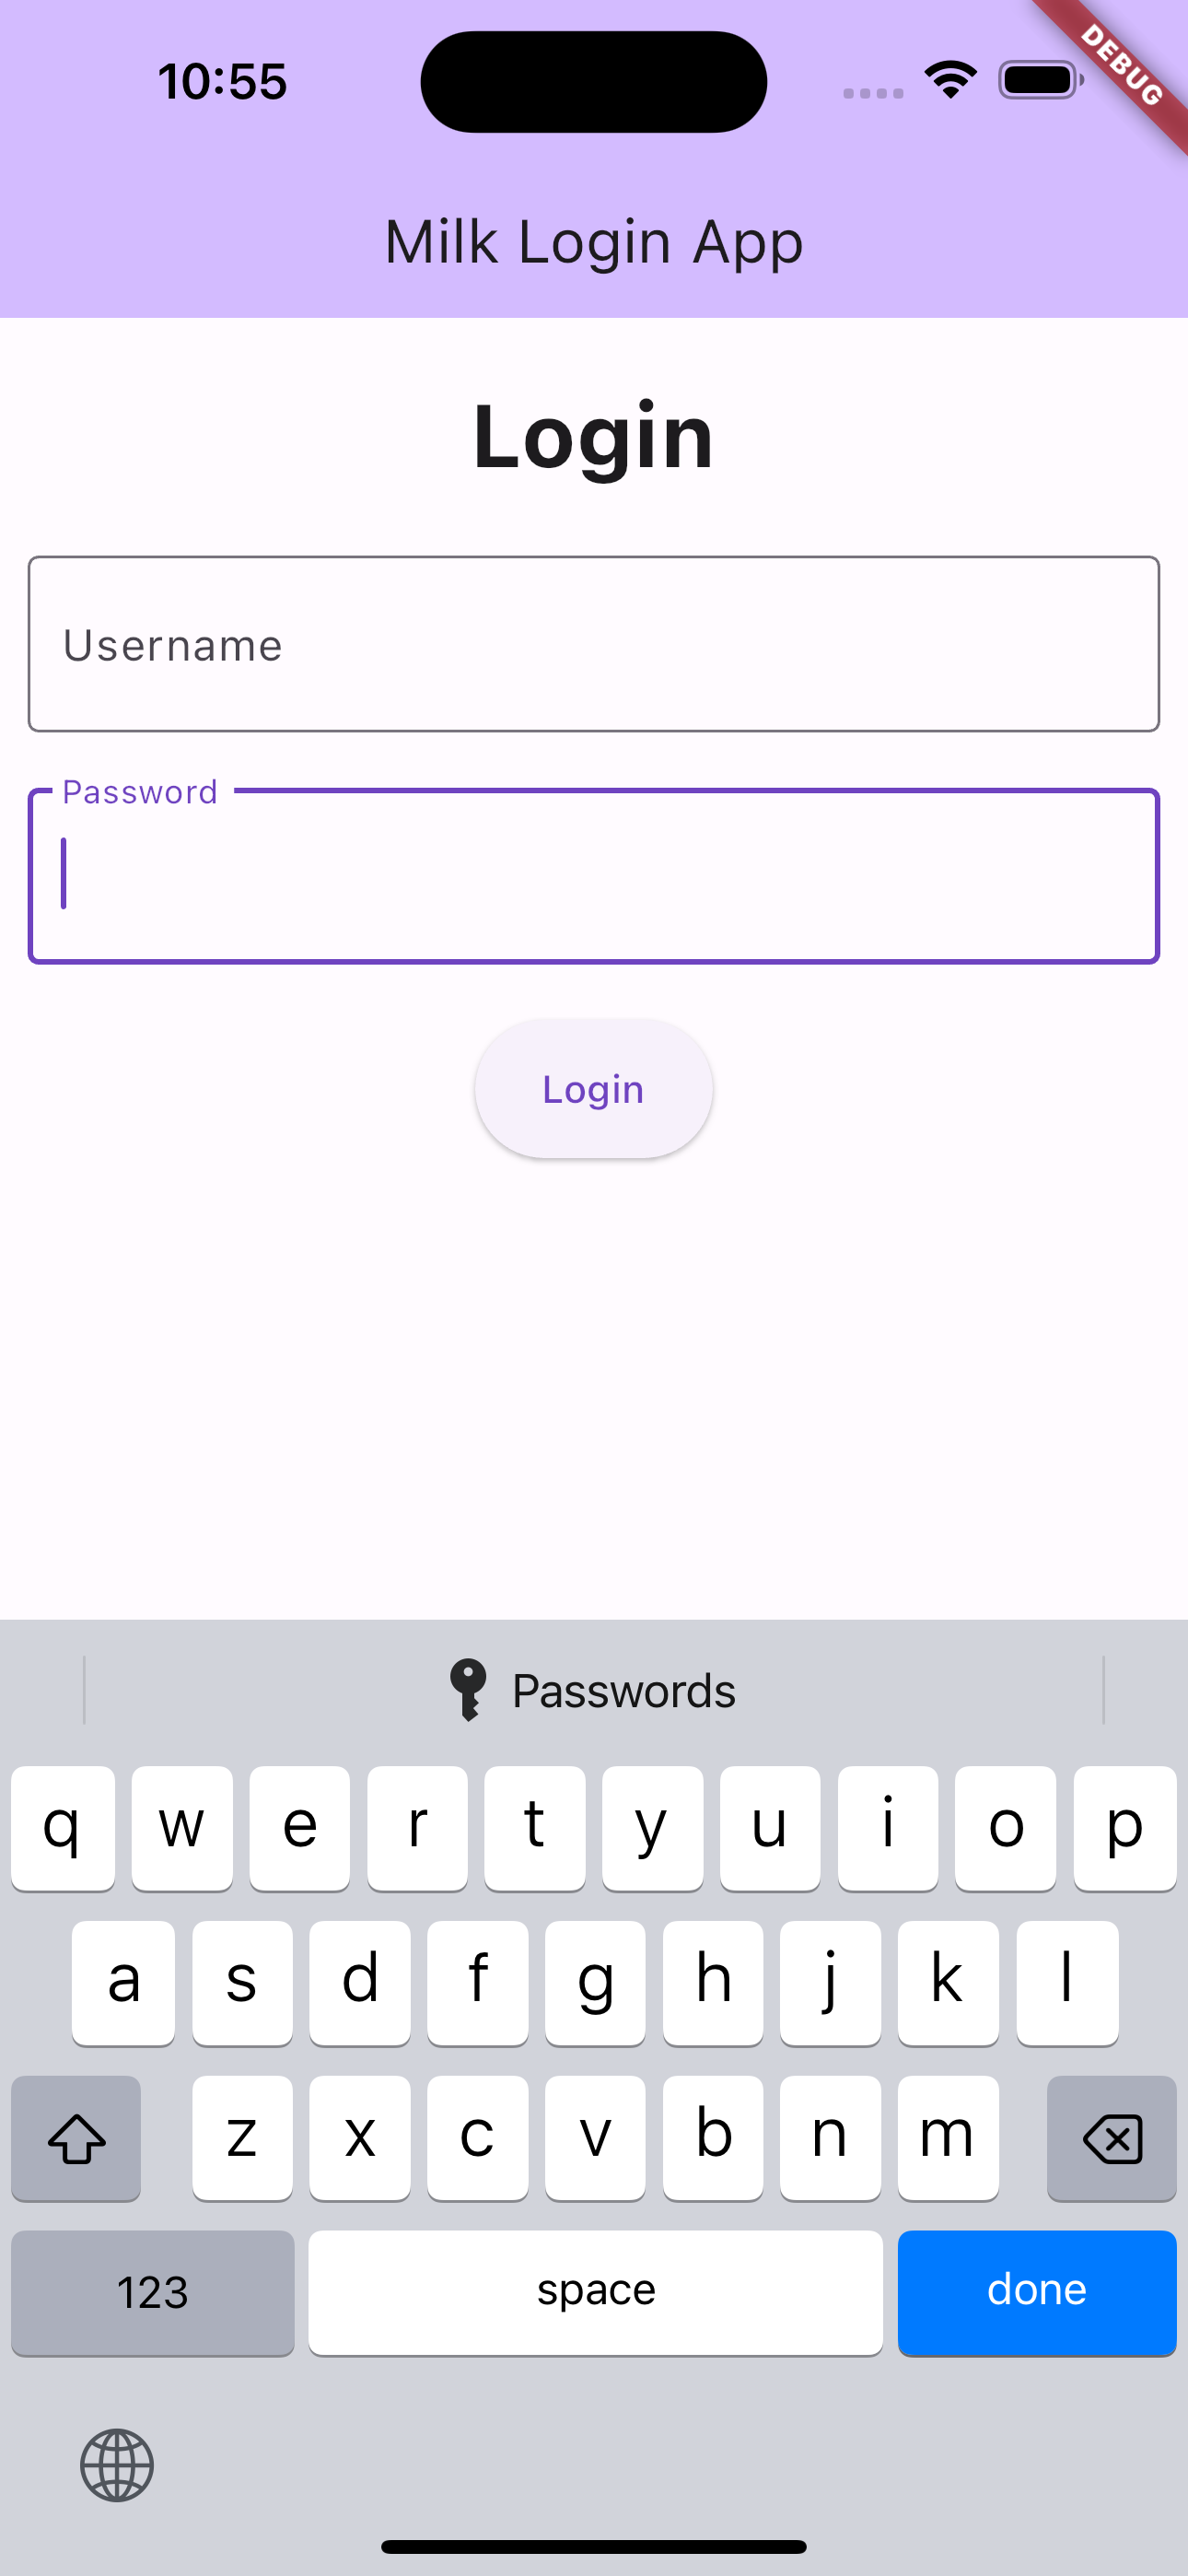 10:55
DEBUG
Milk Login App
Login
Username
Password
Login
Passwords
q w e r t y u i o p
a s d f g h j k l
z x c v b n m
123 space done